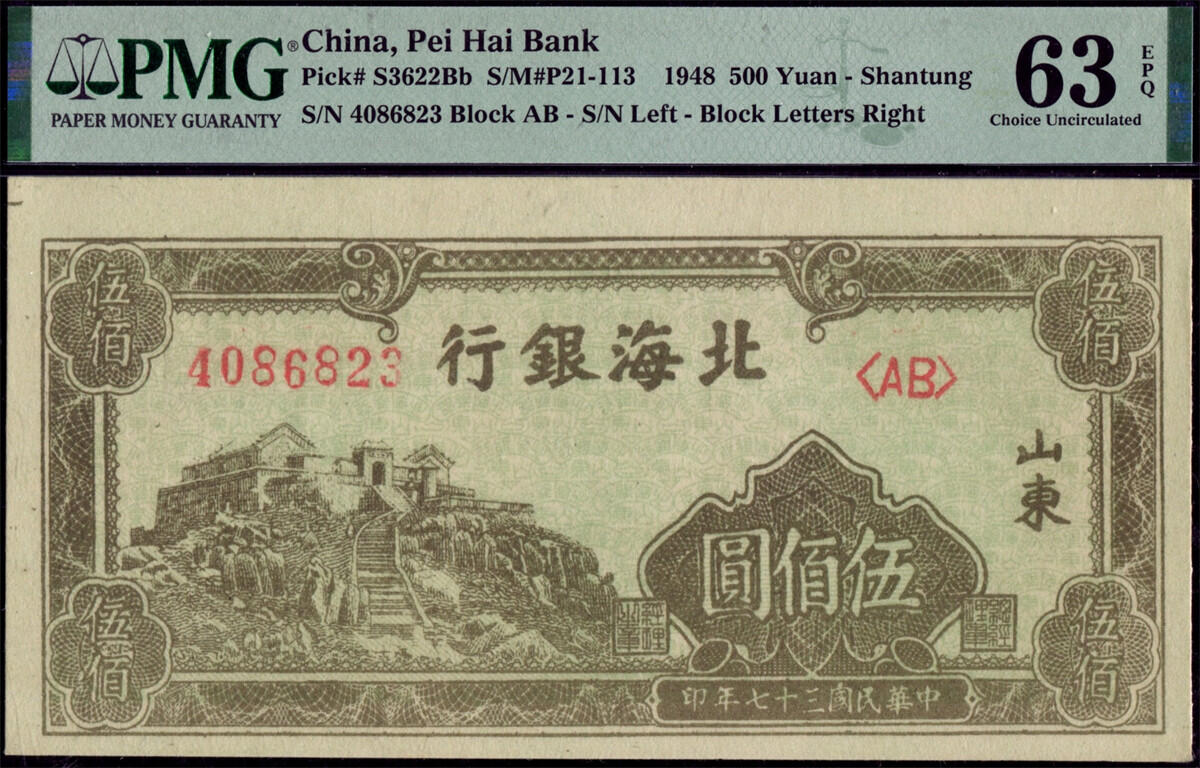 PMG® China, Pei Hai Bank
Pick# S3622Bb S/M#P21-113 1948 500 Yuan - Shantung
PAPER MONEY GUARANTY S/N 4086823 Block AB - S/N Left - Block Letters Right
63 EPQ
Choice Uncirculated
伍佰
伍佰
北海銀行
4086823
<AB>
山東
伍佰圓
伍佰
伍佰
中華民國三十七年印